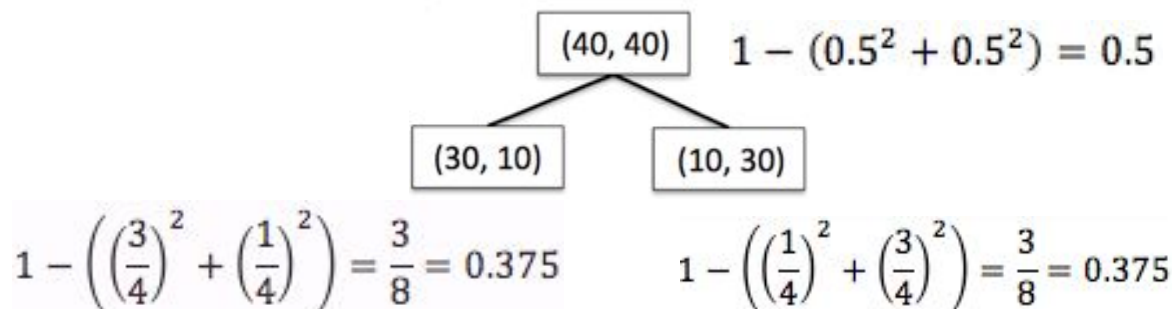 (40, 40) 1 − (0.5² + 0.5²) = 0.5
(30, 10) (10, 30)
1 − ((3/4)² + (1/4)²) = 3/8 = 0.375
1 − ((1/4)² + (3/4)²) = 3/8 = 0.375